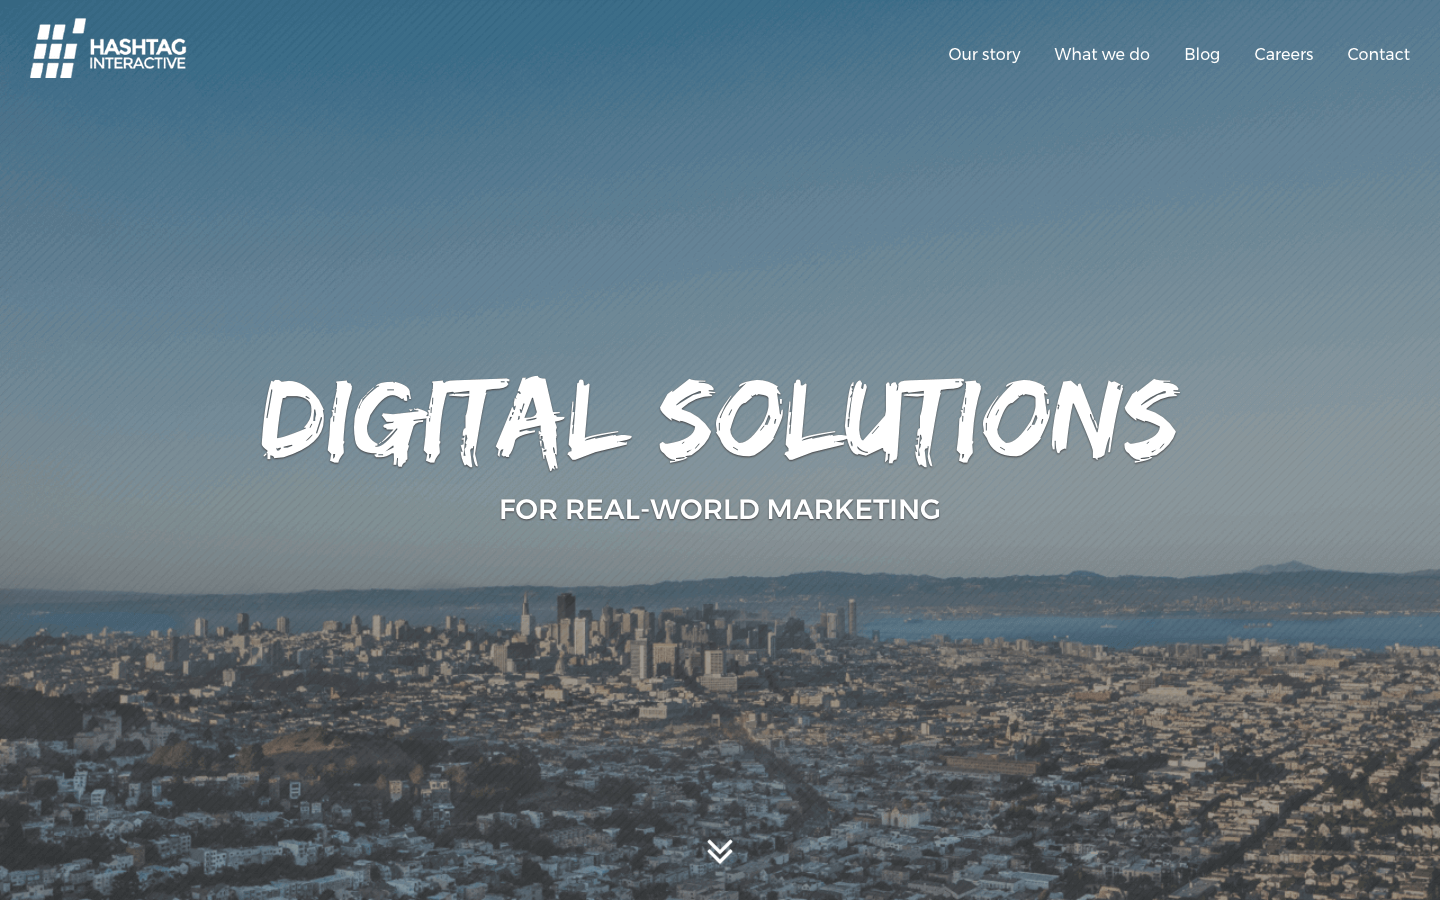 HASHTAG
INTERACTIVE
Our story
What we do
Blog
Careers
Contact
DIGITAL SOLUTIONS
FOR REAL-WORLD MARKETING